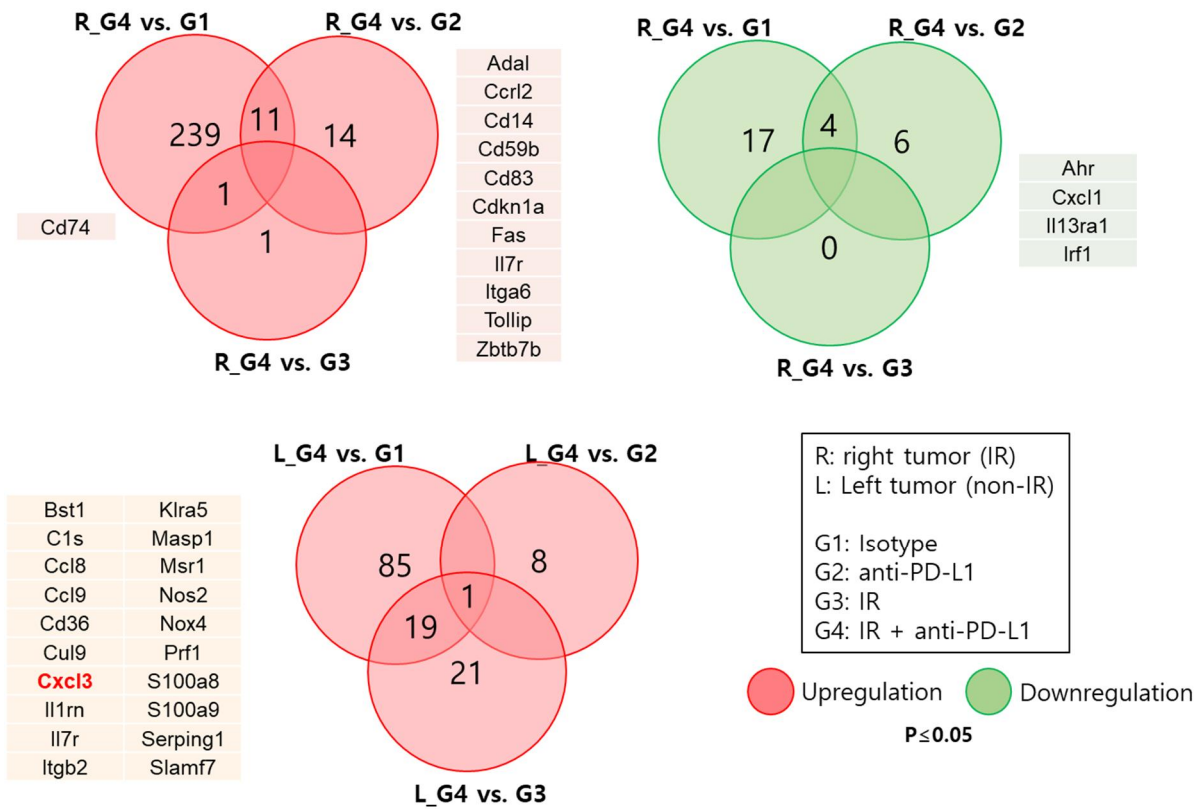 R_G4 vs. G1
R_G4 vs. G2
239
11
14
1
1
R_G4 vs. G3
Cd74
Adal
Ccrl2
Cd14
Cd59b
Cd83
Cdkn1a
Fas
Il7r
Itga6
Tollip
Zbtb7b
R_G4 vs. G1
R_G4 vs. G2
17
4
6
0
R_G4 vs. G3
Ahr
Cxcl1
Il13ra1
Irf1
Bst1 Klra5
C1s Masp1
Ccl8 Msr1
Ccl9 Nos2
Cd36 Nox4
Cul9 Prf1
Cxcl3 S100a8
Il1rn S100a9
Il7r Serping1
Itgb2 Slamf7
L_G4 vs. G1
L_G4 vs. G2
85
8
1
19
21
L_G4 vs. G3
R: right tumor (IR)
L: Left tumor (non-IR)
G1: Isotype
G2: anti-PD-L1
G3: IR
G4: IR + anti-PD-L1
Upregulation
Downregulation
P≤0.05